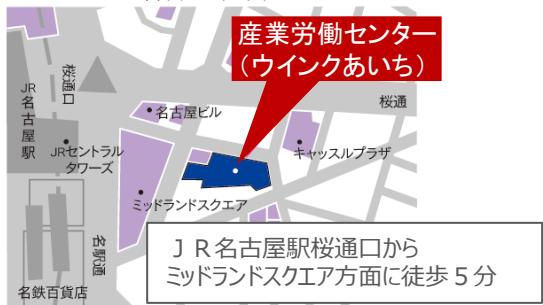 産業労働センター
(ウインクあいち)
桜通口
JR名古屋駅
桜通
名古屋ビル
JRセントラル
タワーズ
キャッスルプラザ
ミッドランドスクエア
名駅通
名鉄百貨店
ＪＲ名古屋駅桜通口から
ミッドランドスクエア方面に徒歩５分